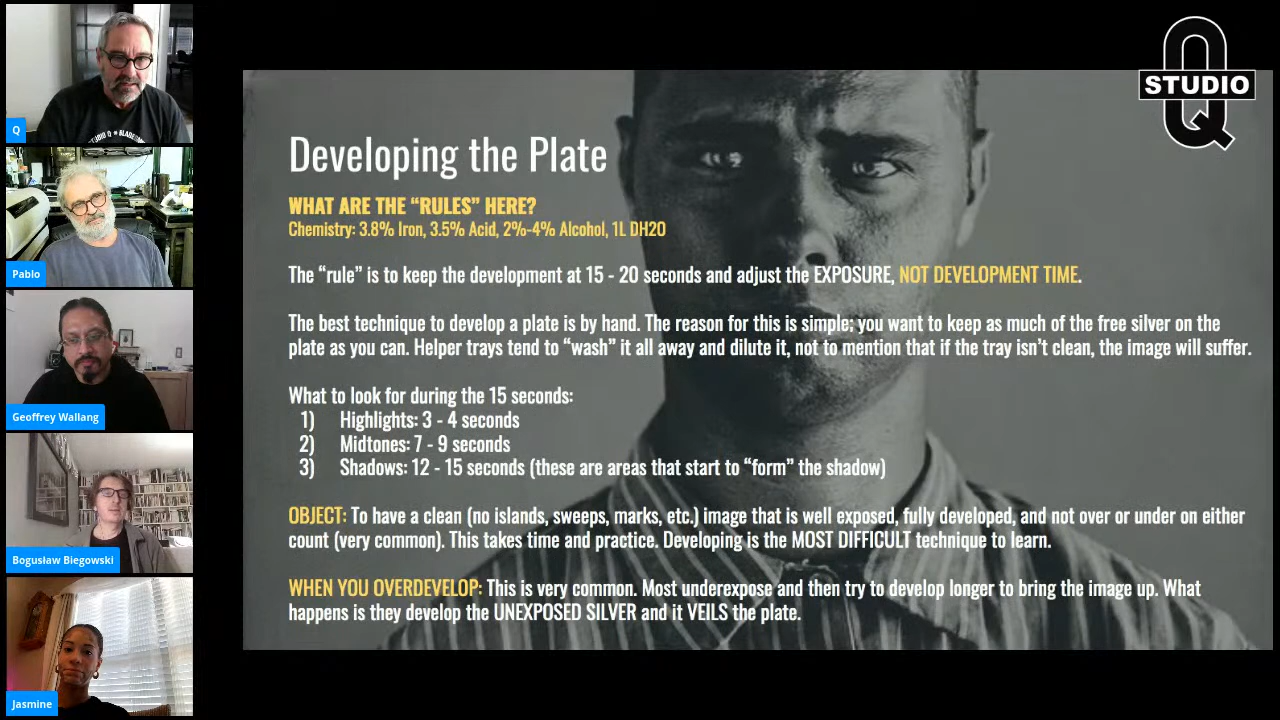 Q
STUDIO
Developing the Plate
WHAT ARE THE “RULES” HERE?
Chemistry: 3.8% Iron, 3.5% Acid, 2%-4% Alcohol, 1L DH2O
The “rule” is to keep the development at 15 - 20 seconds and adjust the EXPOSURE, NOT DEVELOPMENT TIME.
The best technique to develop a plate is by hand. The reason for this is simple; you want to keep as much of the free silver on the
plate as you can. Helper trays tend to “wash” it all away and dilute it, not to mention that if the tray isn’t clean, the image will suffer.
What to look for during the 15 seconds:
1) Highlights: 3 - 4 seconds
2) Midtones: 7 - 9 seconds
3) Shadows: 12 - 15 seconds (these are areas that start to “form” the shadow)
OBJECT: To have a clean (no islands, sweeps, marks, etc.) image that is well exposed, fully developed, and not over or under on either
count (very common). This takes time and practice. Developing is the MOST DIFFICULT technique to learn.
WHEN YOU OVERDEVELOP: This is very common. Most underexpose and then try to develop longer to bring the image up. What
happens is they develop the UNEXPOSED SILVER and it VEILS the plate.
Q
Pablo
Geoffrey Wallang
Bogusław Biegowski
Jasmine